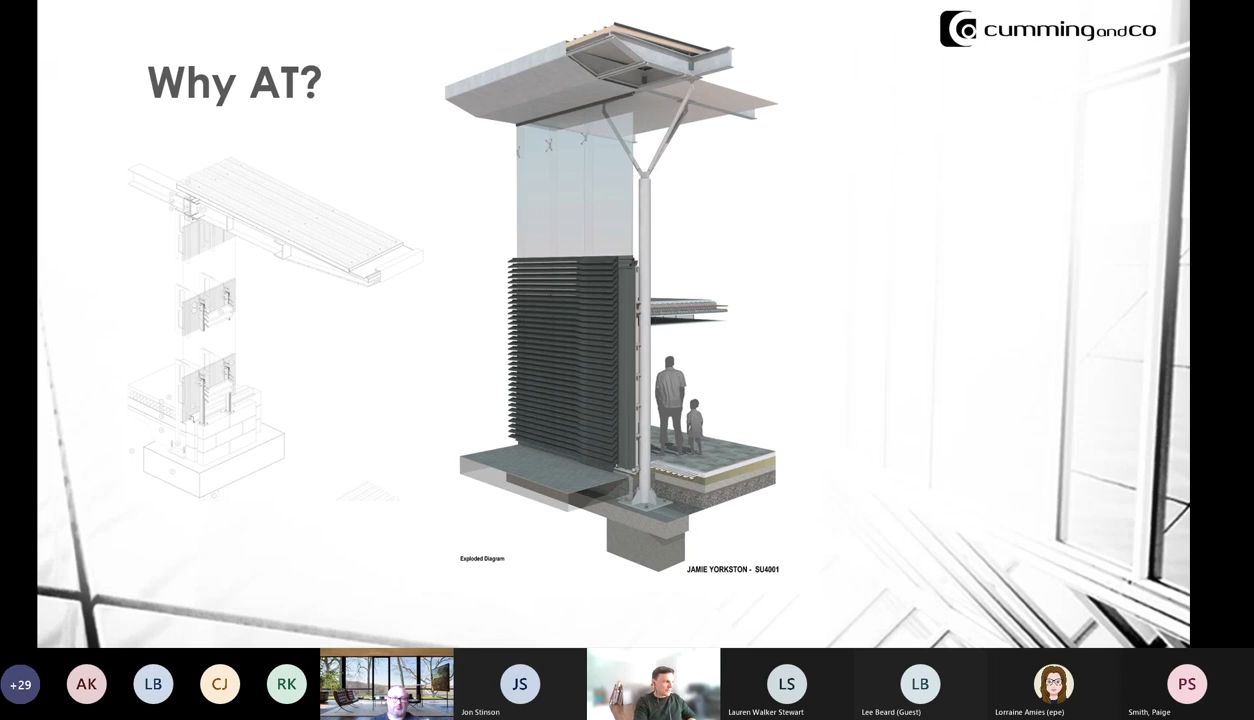 cummingandco
Why AT?
Exploded Diagram
JAMIE YORKSTON - SU4001
+29
AK
LB
CJ
RK
JS
Jon Stinson
LS
Lauren Walker Stewart
LB
Lee Beard (Guest)
Lorraine Amies (epe)
PS
Smith, Paige